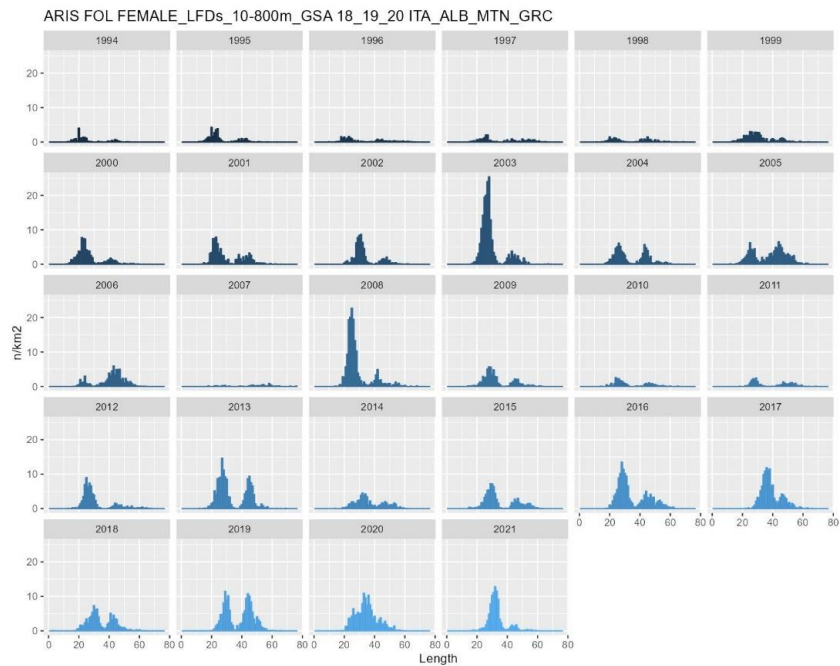 ARIS FOL FEMALE_LFDs_10-800m_GSA 18_19_20 ITA_ALB_MTN_GRC
1994 1995 1996 1997 1998 1999
20
10
0
2000 2001 2002 2003 2004 2005
20
10
0
2006 2007 2008 2009 2010 2011
20
10
0
n/km2
2012 2013 2014 2015 2016 2017
20
10
0
0 20 40 60 80 0 20 40 60 80
2018 2019 2020 2021
20
10
0
0 20 40 60 80 0 20 40 60 80 0 20 40 60 80 0 20 40 60 80
Length